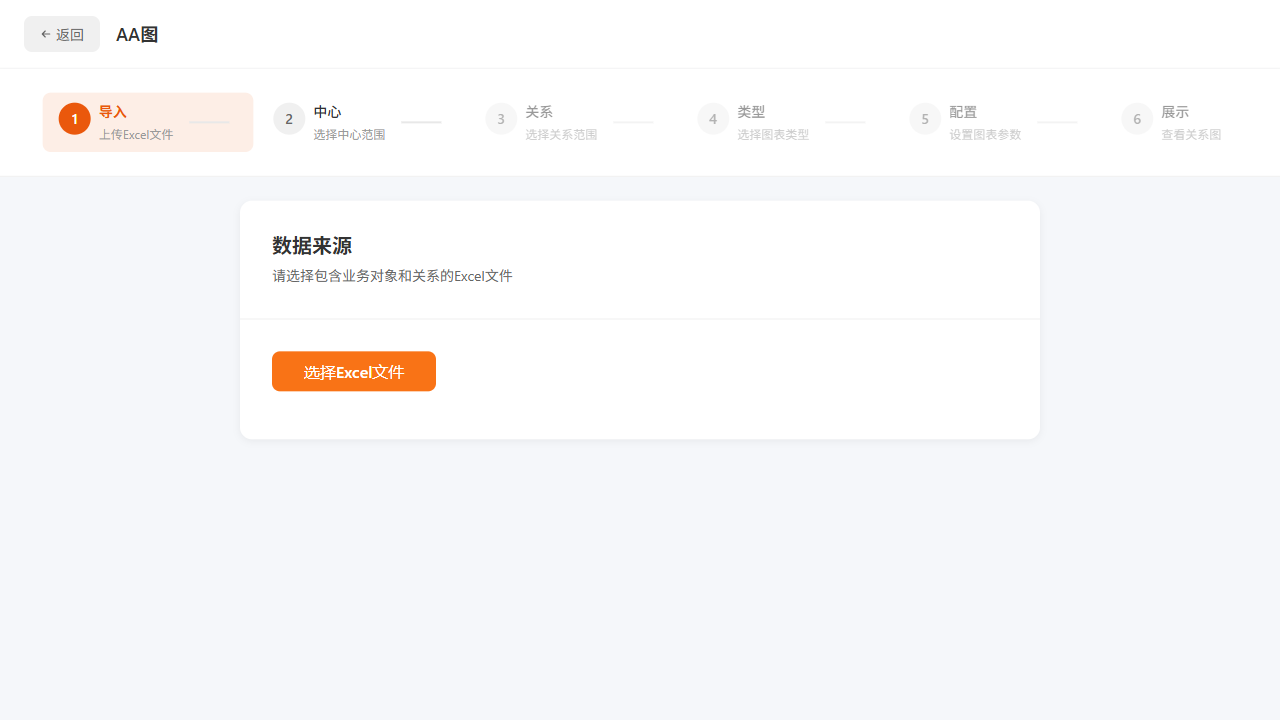 ← 返回
AA图
1
导入
上传Excel文件
2
中心
选择中心范围
3
关系
选择关系范围
4
类型
选择图表类型
5
配置
设置图表参数
6
展示
查看关系图
数据来源
请选择包含业务对象和关系的Excel文件
选择Excel文件